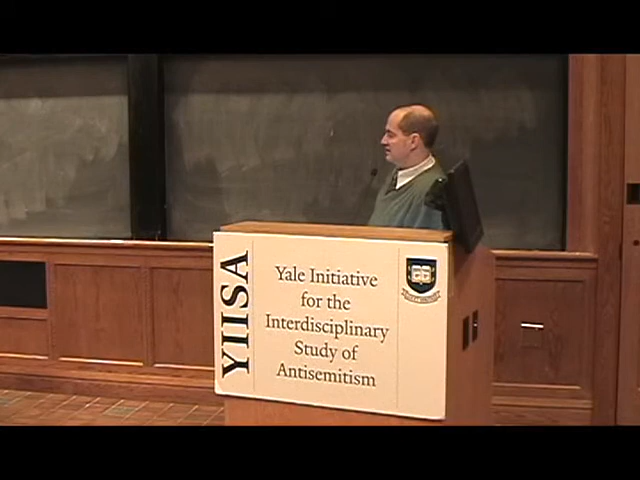 YIISA
Yale Initiative
for the
Interdisciplinary
Study of
Antisemitism